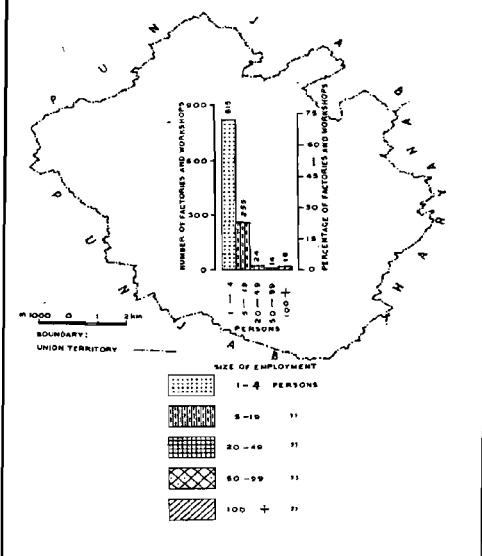 PUNJAB
HARYANA
PUNJAB
NUMBER OF FACTORIES AND WORKSHOPS
900
600
300
0
815
255
24
14
18
PERCENTAGE OF FACTORIES AND WORKSHOPS
75
60
45
30
15
0
1—4
5—19
20—49
50—99
100 +
PERSONS
m 1000 0 1 2 km
BOUNDARY:
UNION TERRITORY
SIZE OF EMPLOYMENT
1—4 PERSONS
5—19 ,,
20—49 ,,
50—99 ,,
100 + ,,